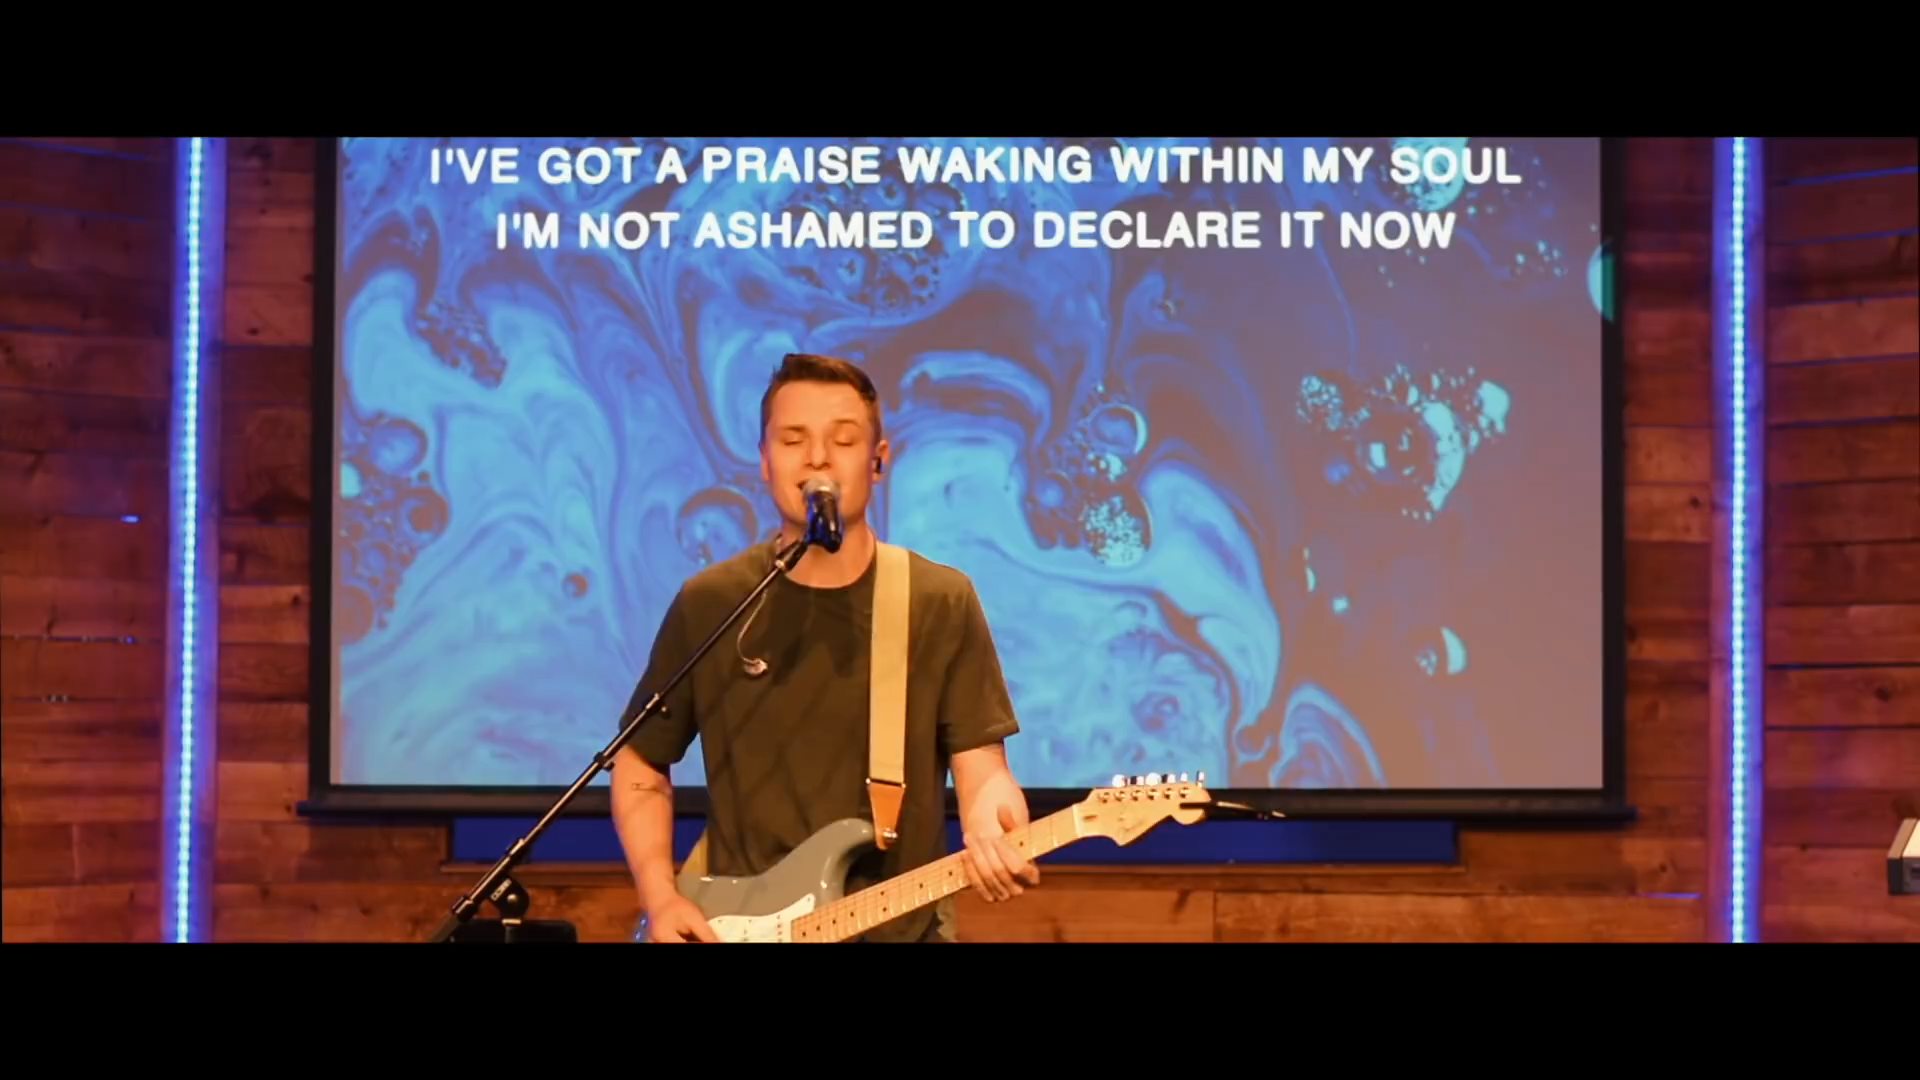 I'VE GOT A PRAISE WAKING WITHIN MY SOUL
I'M NOT ASHAMED TO DECLARE IT NOW